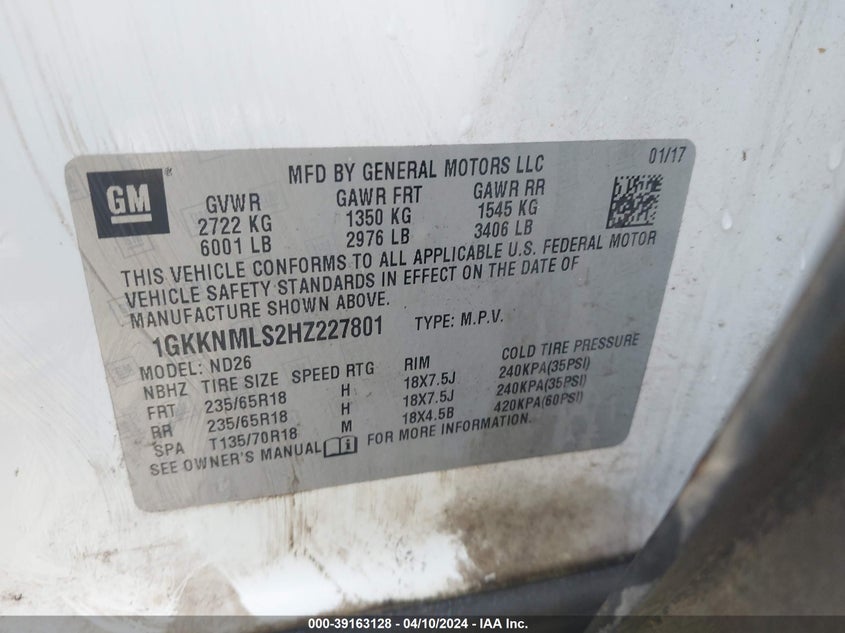 GM
MFD BY GENERAL MOTORS LLC 01/17
GVWR GAWR FRT GAWR RR
2722 KG 1350 KG 1545 KG
6001 LB 2976 LB 3406 LB
THIS VEHICLE CONFORMS TO ALL APPLICABLE U.S. FEDERAL MOTOR
VEHICLE SAFETY STANDARDS IN EFFECT ON THE DATE OF
MANUFACTURE SHOWN ABOVE.
1GKKNMLS2HZ227801 TYPE: M.P.V.
MODEL: ND26
NBHZ TIRE SIZE SPEED RTG RIM COLD TIRE PRESSURE
FRT 235/65R18 H 18X7.5J 240KPA(35PSI)
RR 235/65R18 H 18X7.5J 240KPA(35PSI)
SPA T135/70R18 M 18X4.5B 420KPA(60PSI)
SEE OWNER'S MANUAL FOR MORE INFORMATION.
000-39163128 - 04/10/2024 - IAA Inc.